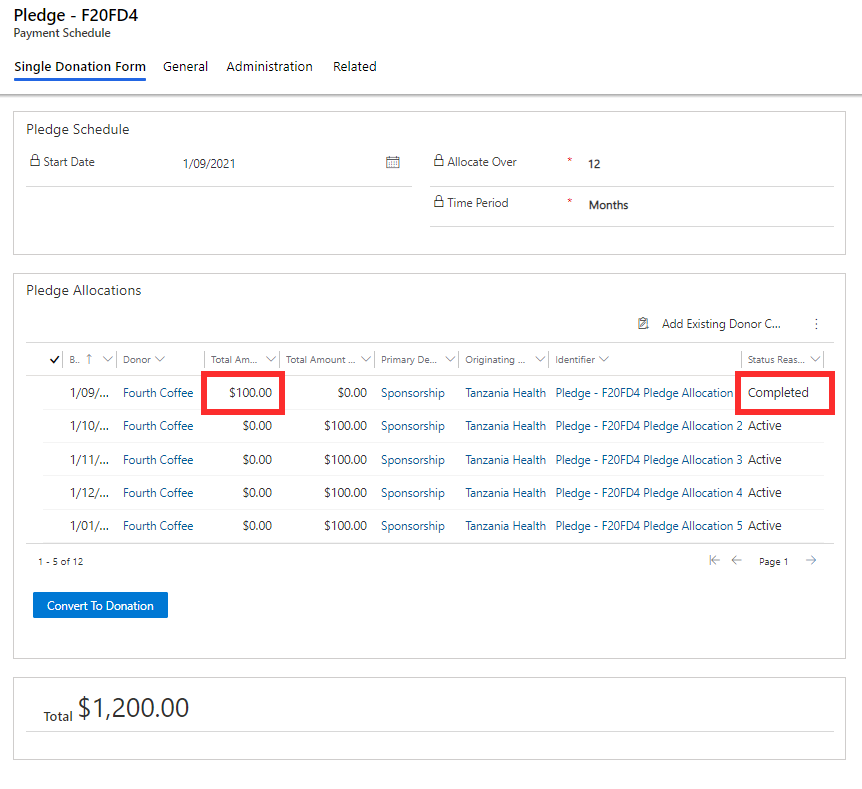 Pledge - F20FD4
Payment Schedule
Single Donation Form General Administration Related
Pledge Schedule
Start Date 1/09/2021 Allocate Over * 12
Time Period * Months
Pledge Allocations
Add Existing Donor C...
B.. ↑ Donor Total Am... Total Amount ... Primary De... Originating ... Identifier Status Reas...
1/09/... Fourth Coffee $100.00 $0.00 Sponsorship Tanzania Health Pledge - F20FD4 Pledge Allocation Completed
1/10/... Fourth Coffee $0.00 $100.00 Sponsorship Tanzania Health Pledge - F20FD4 Pledge Allocation 2 Active
1/11/... Fourth Coffee $0.00 $100.00 Sponsorship Tanzania Health Pledge - F20FD4 Pledge Allocation 3 Active
1/12/... Fourth Coffee $0.00 $100.00 Sponsorship Tanzania Health Pledge - F20FD4 Pledge Allocation 4 Active
1/01/... Fourth Coffee $0.00 $100.00 Sponsorship Tanzania Health Pledge - F20FD4 Pledge Allocation 5 Active
1 - 5 of 12 Page 1
Convert To Donation
Total $1,200.00